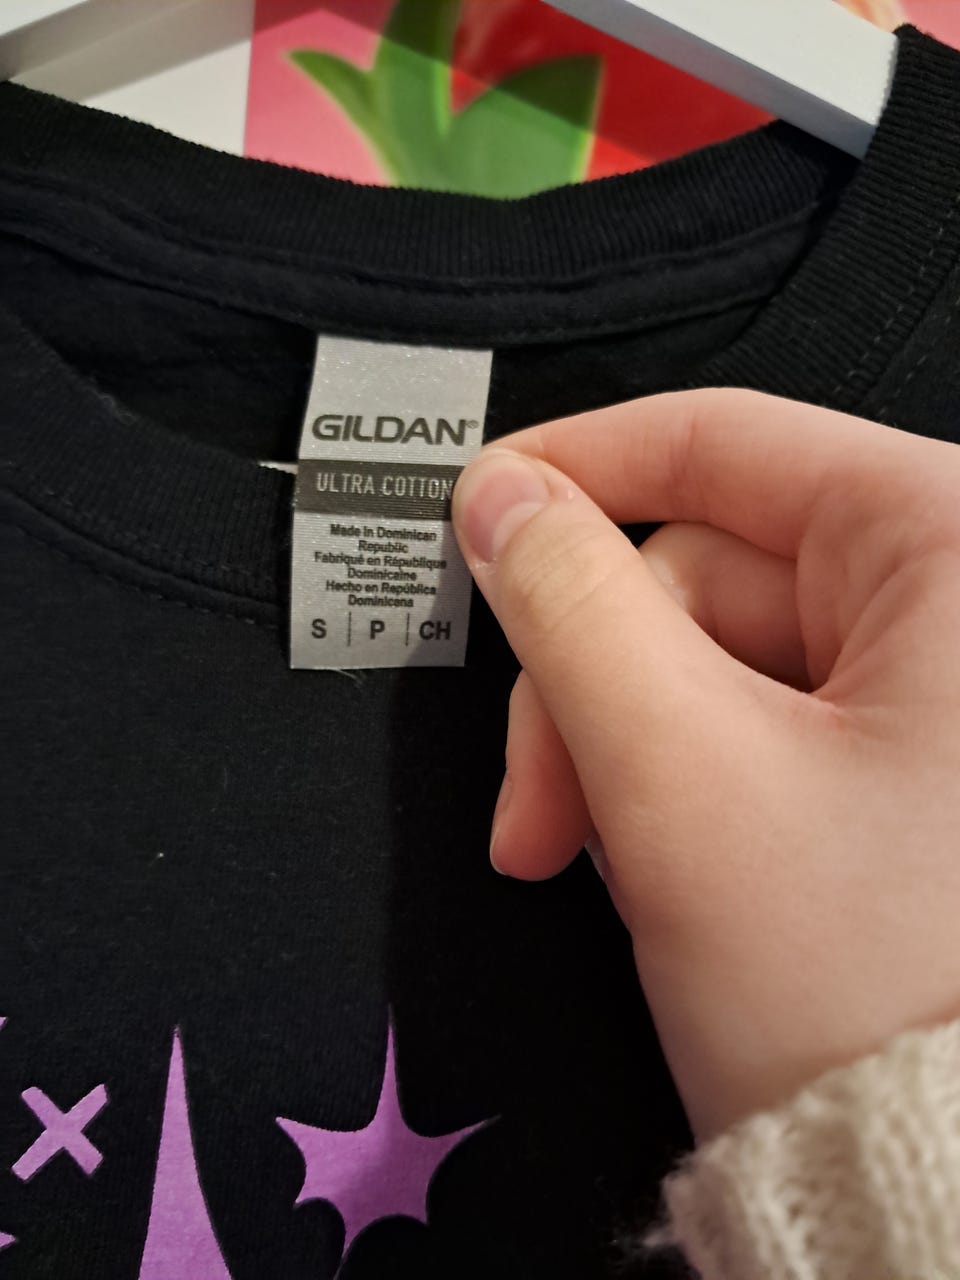 GILDAN®
ULTRA COTTON
Made in Dominican
Republic
Fabriqué en République
Dominicaine
Hecho en República
Dominicana
S | P | CH